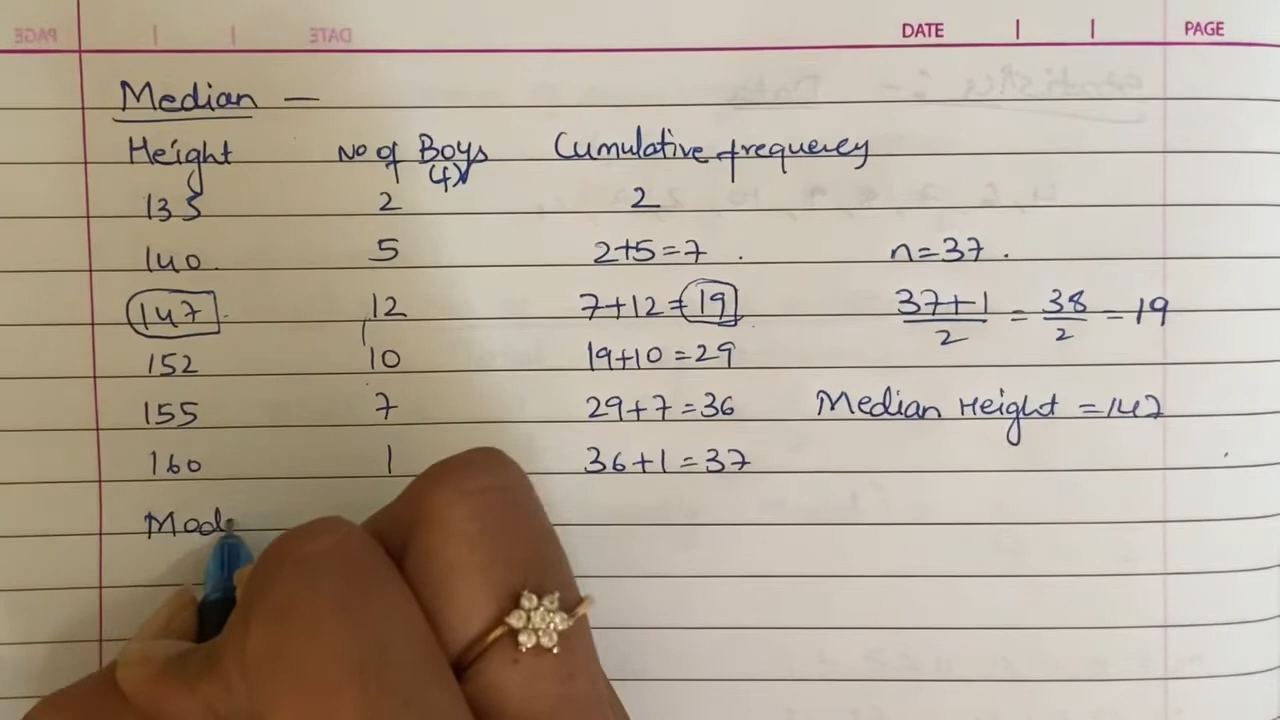 DATE PAGE
Median —
Height No of Boys Cumulative frequency
(f)
135 2 2
140 5 2+5=7 n=37.
147 12 7+12=19 37+1/2 = 38/2 = 19
152 10 19+10=29
155 7 29+7=36 Median Height =147
160 1 36+1=37
Mod